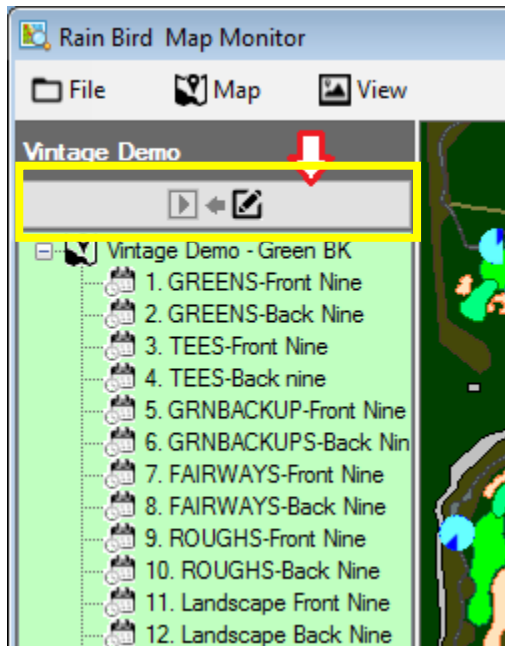 Rain Bird  Map Monitor
File Map View
Vintage Demo
Vintage Demo - Green BK
1. GREENS-Front Nine
2. GREENS-Back Nine
3. TEES-Front Nine
4. TEES-Back nine
5. GRNBACKUP-Front Nine
6. GRNBACKUPS-Back Nin
7. FAIRWAYS-Front Nine
8. FAIRWAYS-Back Nine
9. ROUGHS-Front Nine
10. ROUGHS-Back Nine
11. Landscape Front Nine
12. Landscape Back Nine